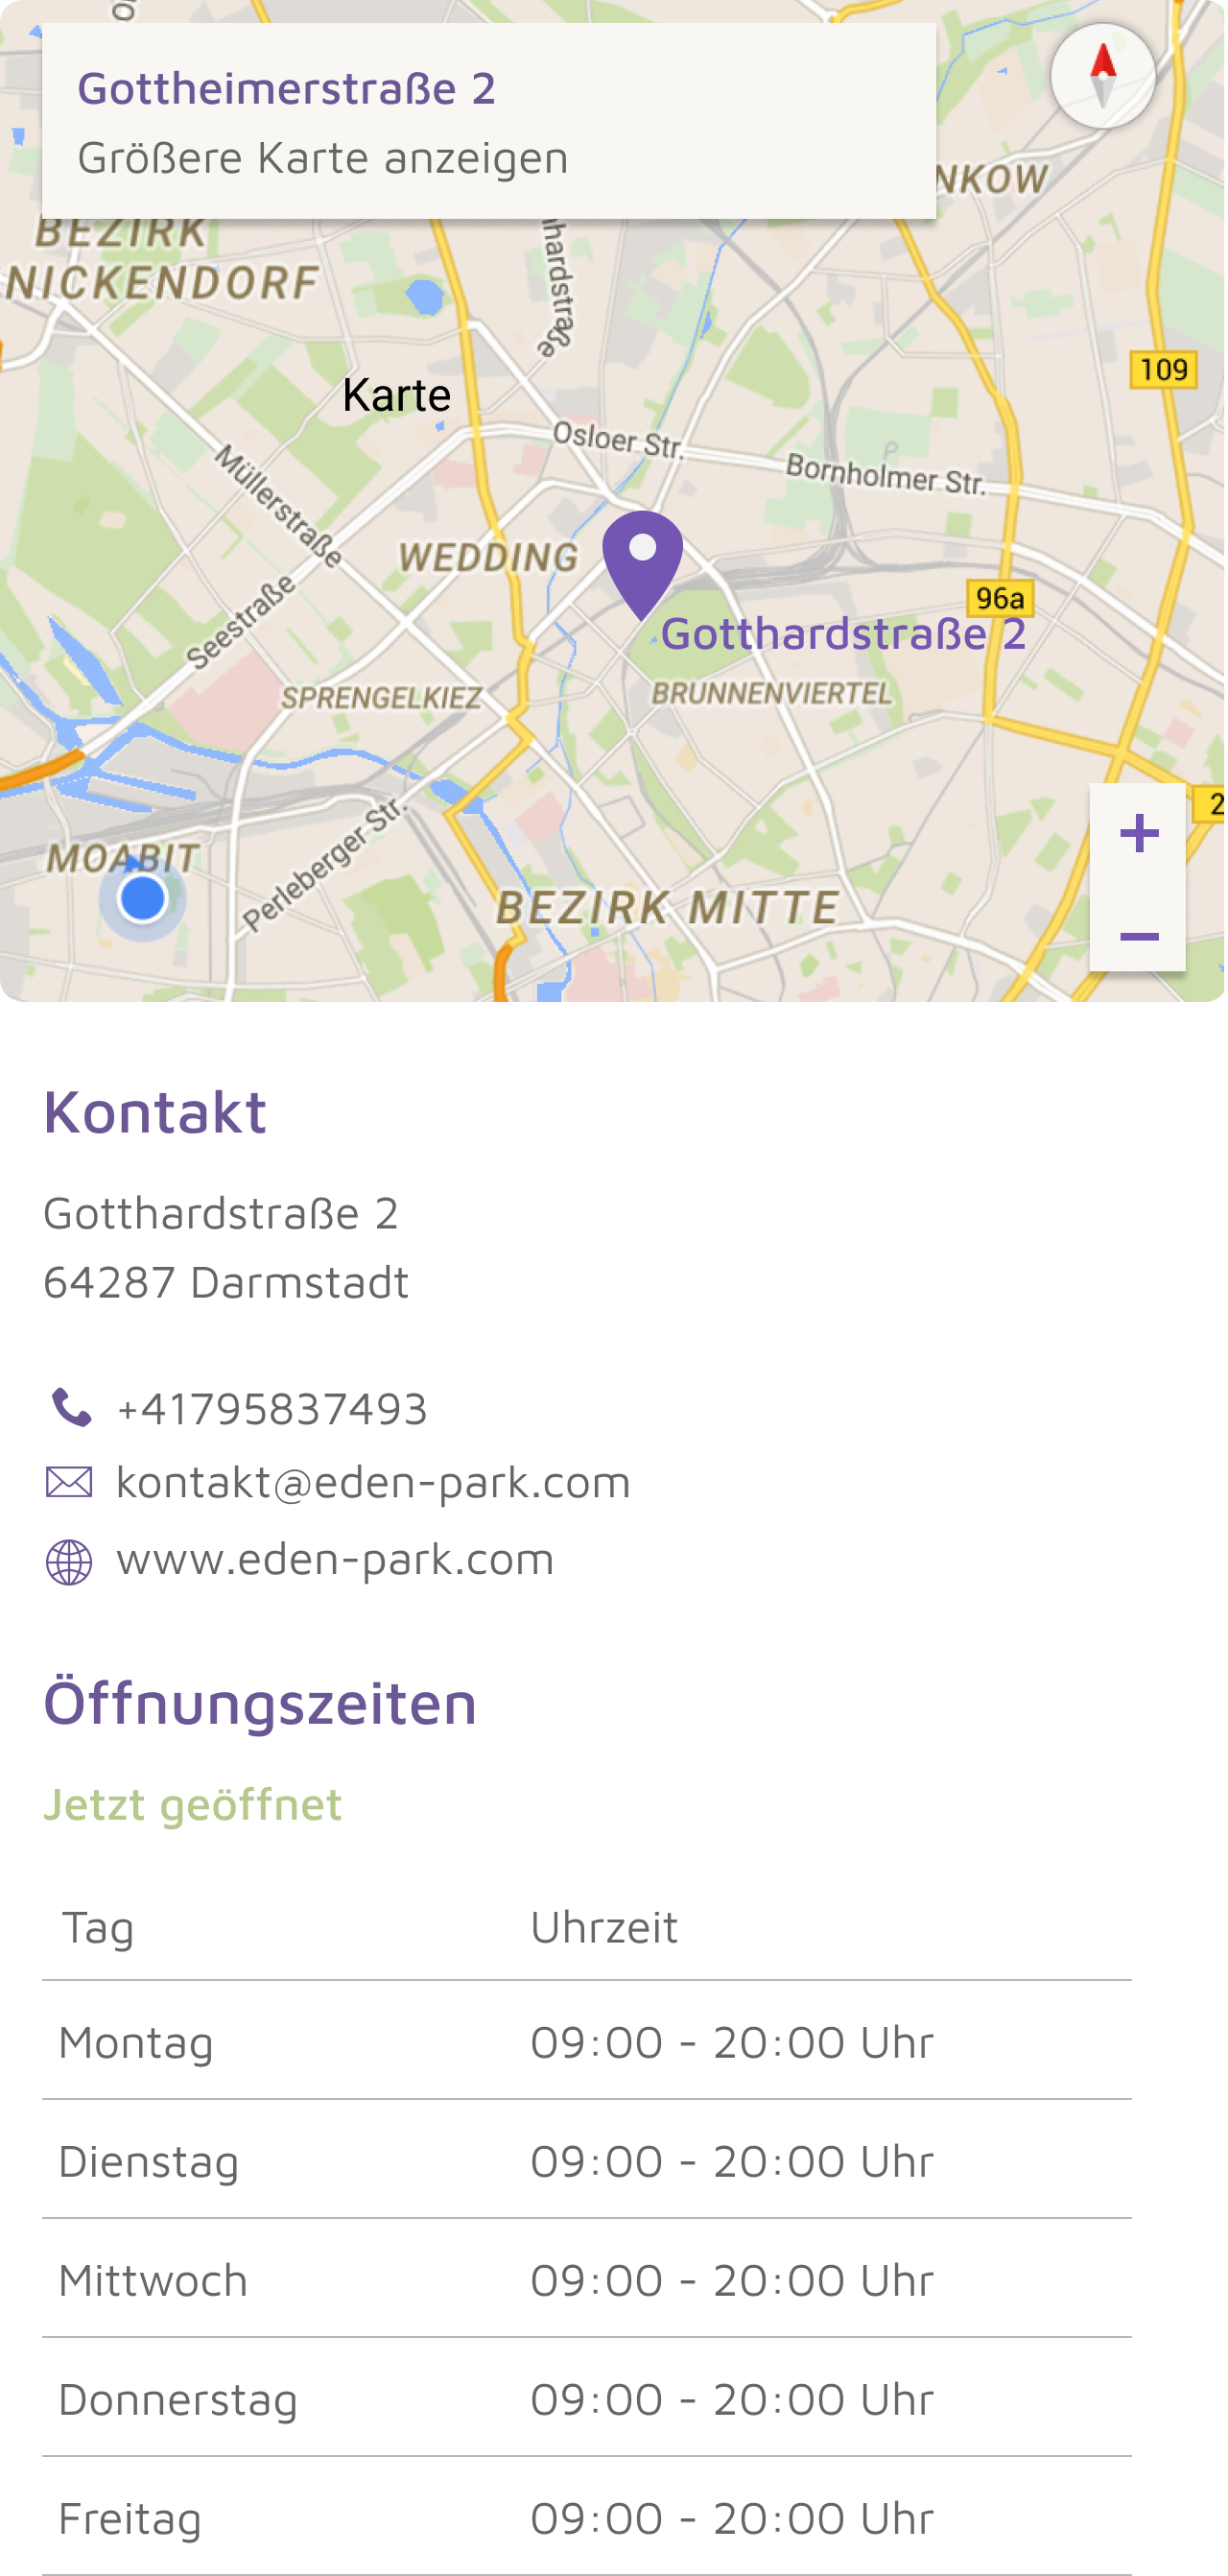 Gottheimerstraße 2
Größere Karte anzeigen
NKOW
BEZIRK
NICKENDORF
hardstraße
109
Karte
Osloer Str.
Bornholmer Str.
Müllerstraße
WEDDING
Seestraße
96a
Gotthardstraße 2
SPRENGELKIEZ
BRUNNENVIERTEL
2
+
MOABIT
Perleberger Str.
BEZIRK MITTE
−
Kontakt
Gotthardstraße 2
64287 Darmstadt
+41795837493
kontakt@eden-park.com
www.eden-park.com
Öffnungszeiten
Jetzt geöffnet
Tag Uhrzeit
Montag 09:00 - 20:00 Uhr
Dienstag 09:00 - 20:00 Uhr
Mittwoch 09:00 - 20:00 Uhr
Donnerstag 09:00 - 20:00 Uhr
Freitag 09:00 - 20:00 Uhr